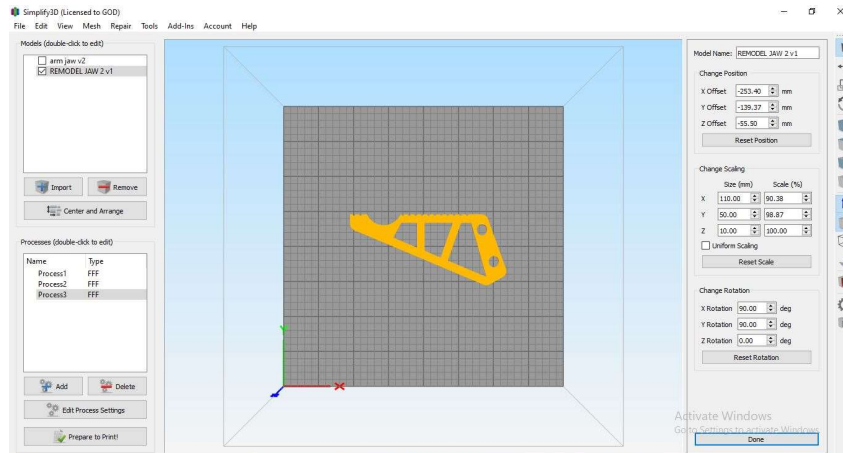 Simplify3D (Licensed to GOD)
File Edit View Mesh Repair Tools Add-Ins Account Help
Models (double-click to edit)
arm jaw v2
REMODEL JAW 2 v1
Import Remove
Center and Arrange
Processes (double-click to edit)
Name Type
Process1 FFF
Process2 FFF
Process3 FFF
Add Delete
Edit Process Settings
Prepare to Print!
Model Name: REMODEL JAW 2 v1
Change Position
X Offset -253.40 mm
Y Offset -139.37 mm
Z Offset -55.50 mm
Reset Position
Change Scaling
Size (mm) Scale (%)
X 110.00 90.38
Y 50.00 98.87
Z 10.00 100.00
Uniform Scaling
Reset Scale
Change Rotation
X Rotation 90.00 deg
Y Rotation 90.00 deg
Z Rotation 0.00 deg
Reset Rotation
Activate Windows
Go to Settings to activate Windows.
Done